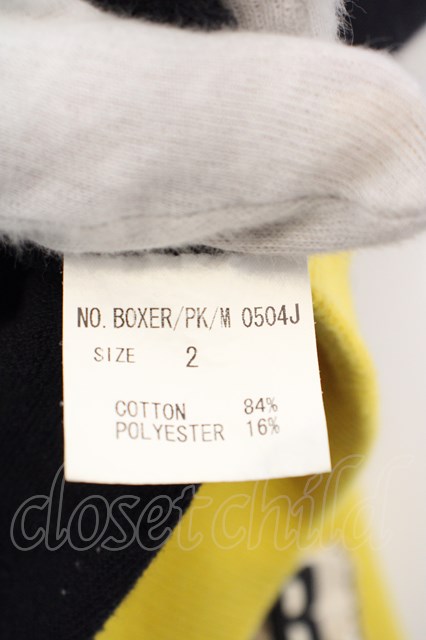 NO. BOXER/PK/M 0504J
SIZE 2
COTTON 84%
POLYESTER 16%
closet child
R